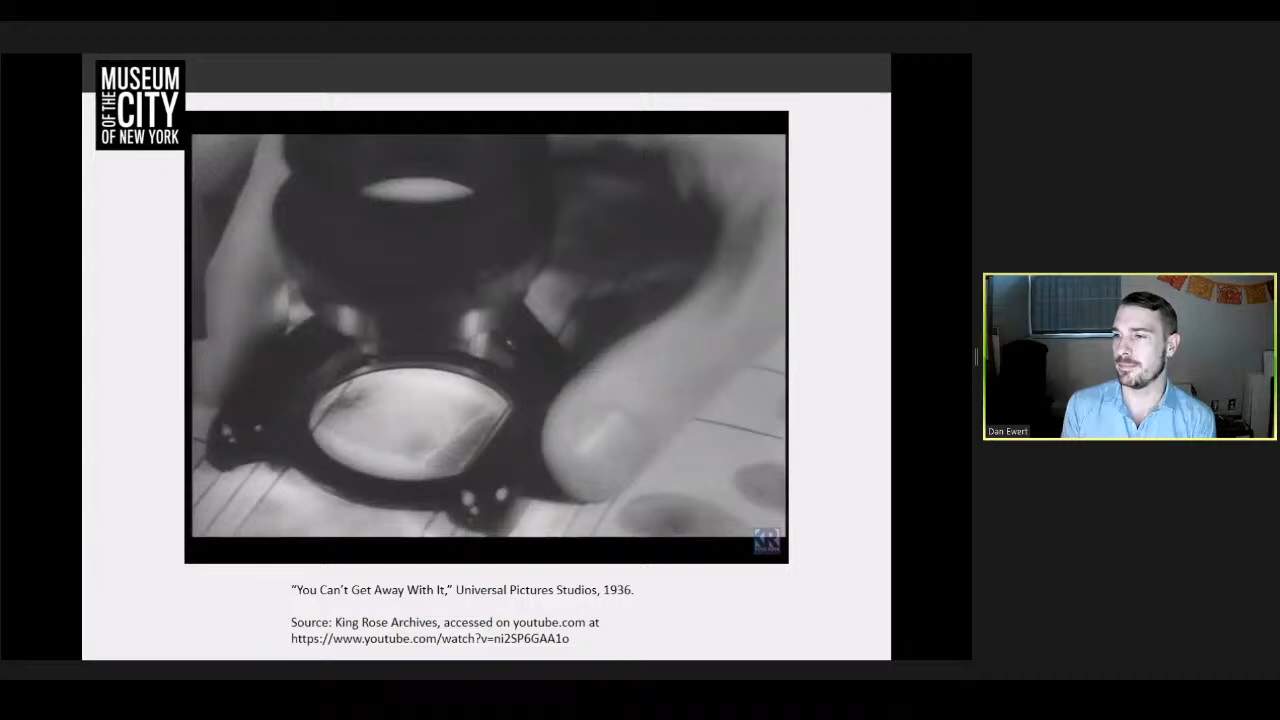 MUSEUM
OF THE CITY
OF NEW YORK
KR
"You Can't Get Away With It," Universal Pictures Studios, 1936.
Source: King Rose Archives, accessed on youtube.com at
https://www.youtube.com/watch?v=ni2SP6GAA1o
Dan Ewert